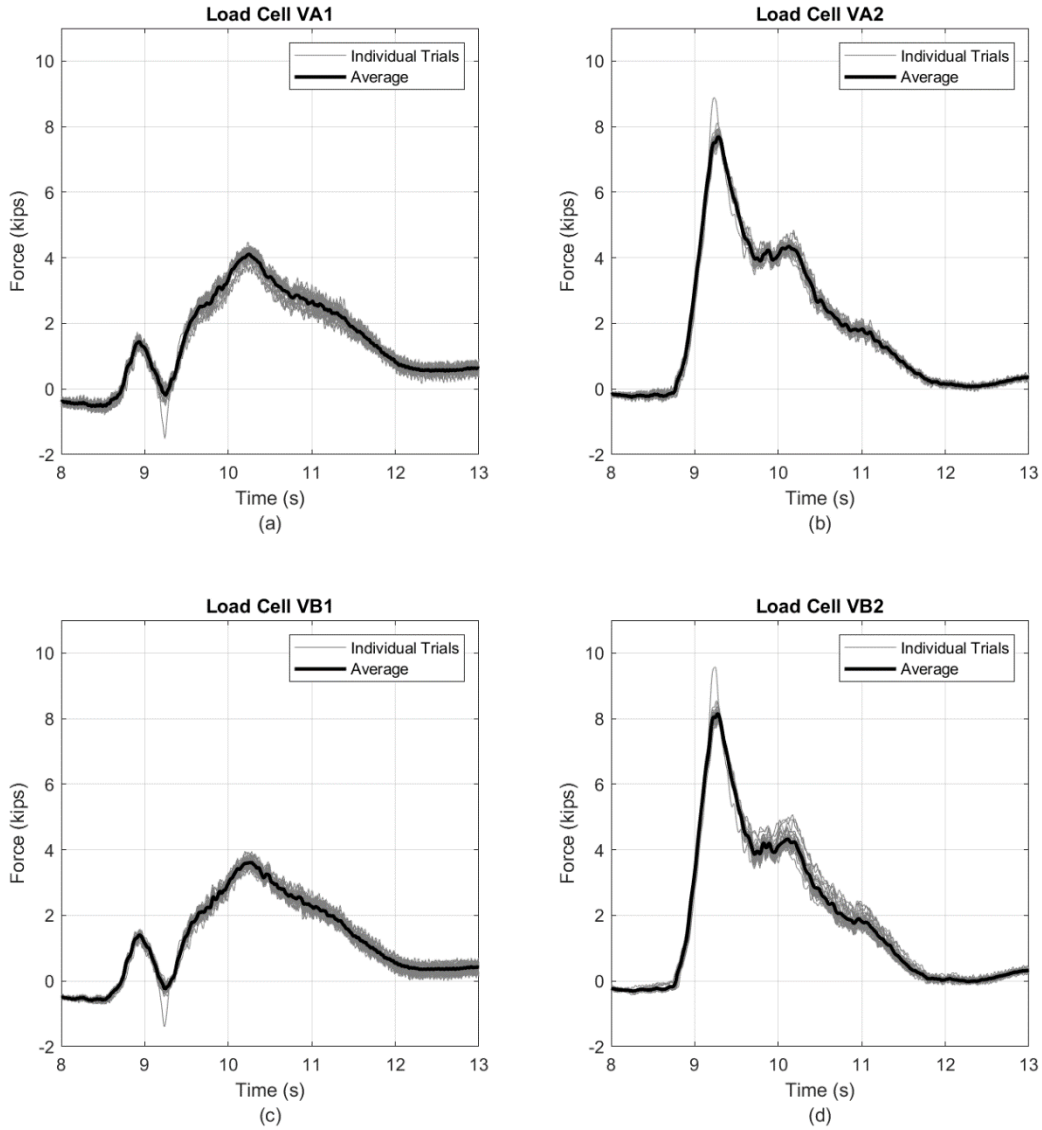 Load Cell VA1
Individual Trials
Average
10
8
6
4
2
0
-2
Force (kips)
8 9 10 11 12 13
Time (s)
(a)
Load Cell VA2
Individual Trials
Average
10
8
6
4
2
0
-2
Force (kips)
8 9 10 11 12 13
Time (s)
(b)
Load Cell VB1
Individual Trials
Average
10
8
6
4
2
0
-2
Force (kips)
8 9 10 11 12 13
Time (s)
(c)
Load Cell VB2
Individual Trials
Average
10
8
6
4
2
0
-2
Force (kips)
8 9 10 11 12 13
Time (s)
(d)